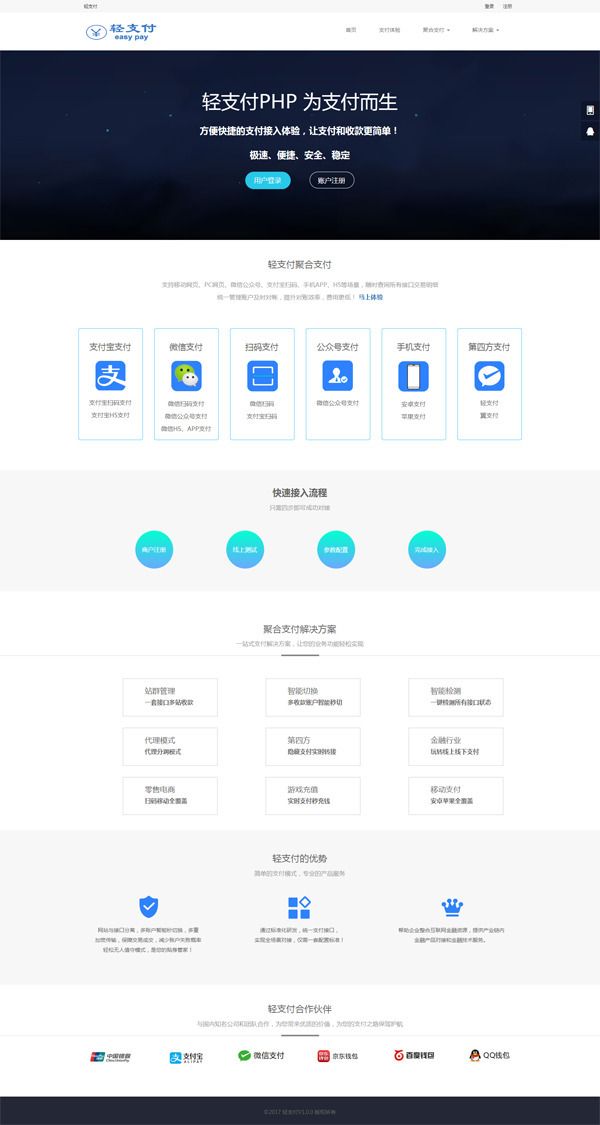 轻支付
登录 注册
轻支付
easy pay
首页 支付体验 聚合支付 解决方案
轻支付PHP 为支付而生
方便快捷的支付接入体验，让支付和收款更简单！
极速、便捷、安全、稳定
用户登录 账户注册
轻支付聚合支付
支持移动网页、PC网页、微信公众号、支付宝扫码、手机APP、H5等场景，随时查阅所有接口交易明细
统一管理账户及时对账，提升对账效率，费用更低！ 马上体验
支付宝支付
支付宝扫码支付
支付宝H5支付
微信支付
微信扫码支付
微信公众号支付
微信H5、APP支付
扫码支付
微信扫码
支付宝扫码
公众号支付
微信公众号支付
手机支付
安卓支付
苹果支付
第四方支付
轻支付
翼支付
快速接入流程
只需四步即可成功对接
商户注册 线上测试 参数配置 完成接入
聚合支付解决方案
一站式支付解决方案，让您的业务功能轻松实现
站群管理
一套接口多站收款
智能切换
多收款账户智能秒切
智能检测
一键检测所有接口状态
代理模式
代理分润模式
第四方
隐藏支付实时转接
金融行业
玩转线上线下支付
零售电商
扫码移动全覆盖
游戏充值
实时支付秒充钱
移动支付
安卓苹果全覆盖
轻支付的优势
简单的支付模式，专业的产品服务
网站与接口分离，多账户智能秒切换，多重
加密传输，保障交易成交，减少账户失败概率
轻松无人值守模式，是您的贴身管家！
通过标准化研发，统一支付接口，
实现全场景对接，仅需一套配置标准！
帮助企业整合互联网金融资源，提供产业链内
金融产品对接和金融技术服务。
轻支付合作伙伴
与国内知名公司和团队合作，为您带来优质的价值，为您的支付之路保驾护航
中国银联
ChinaUnionPay
支付宝
ALIPAY
微信支付
京东钱包
百度钱包
QQ钱包
©2017 轻支付V1.0.0 版权所有